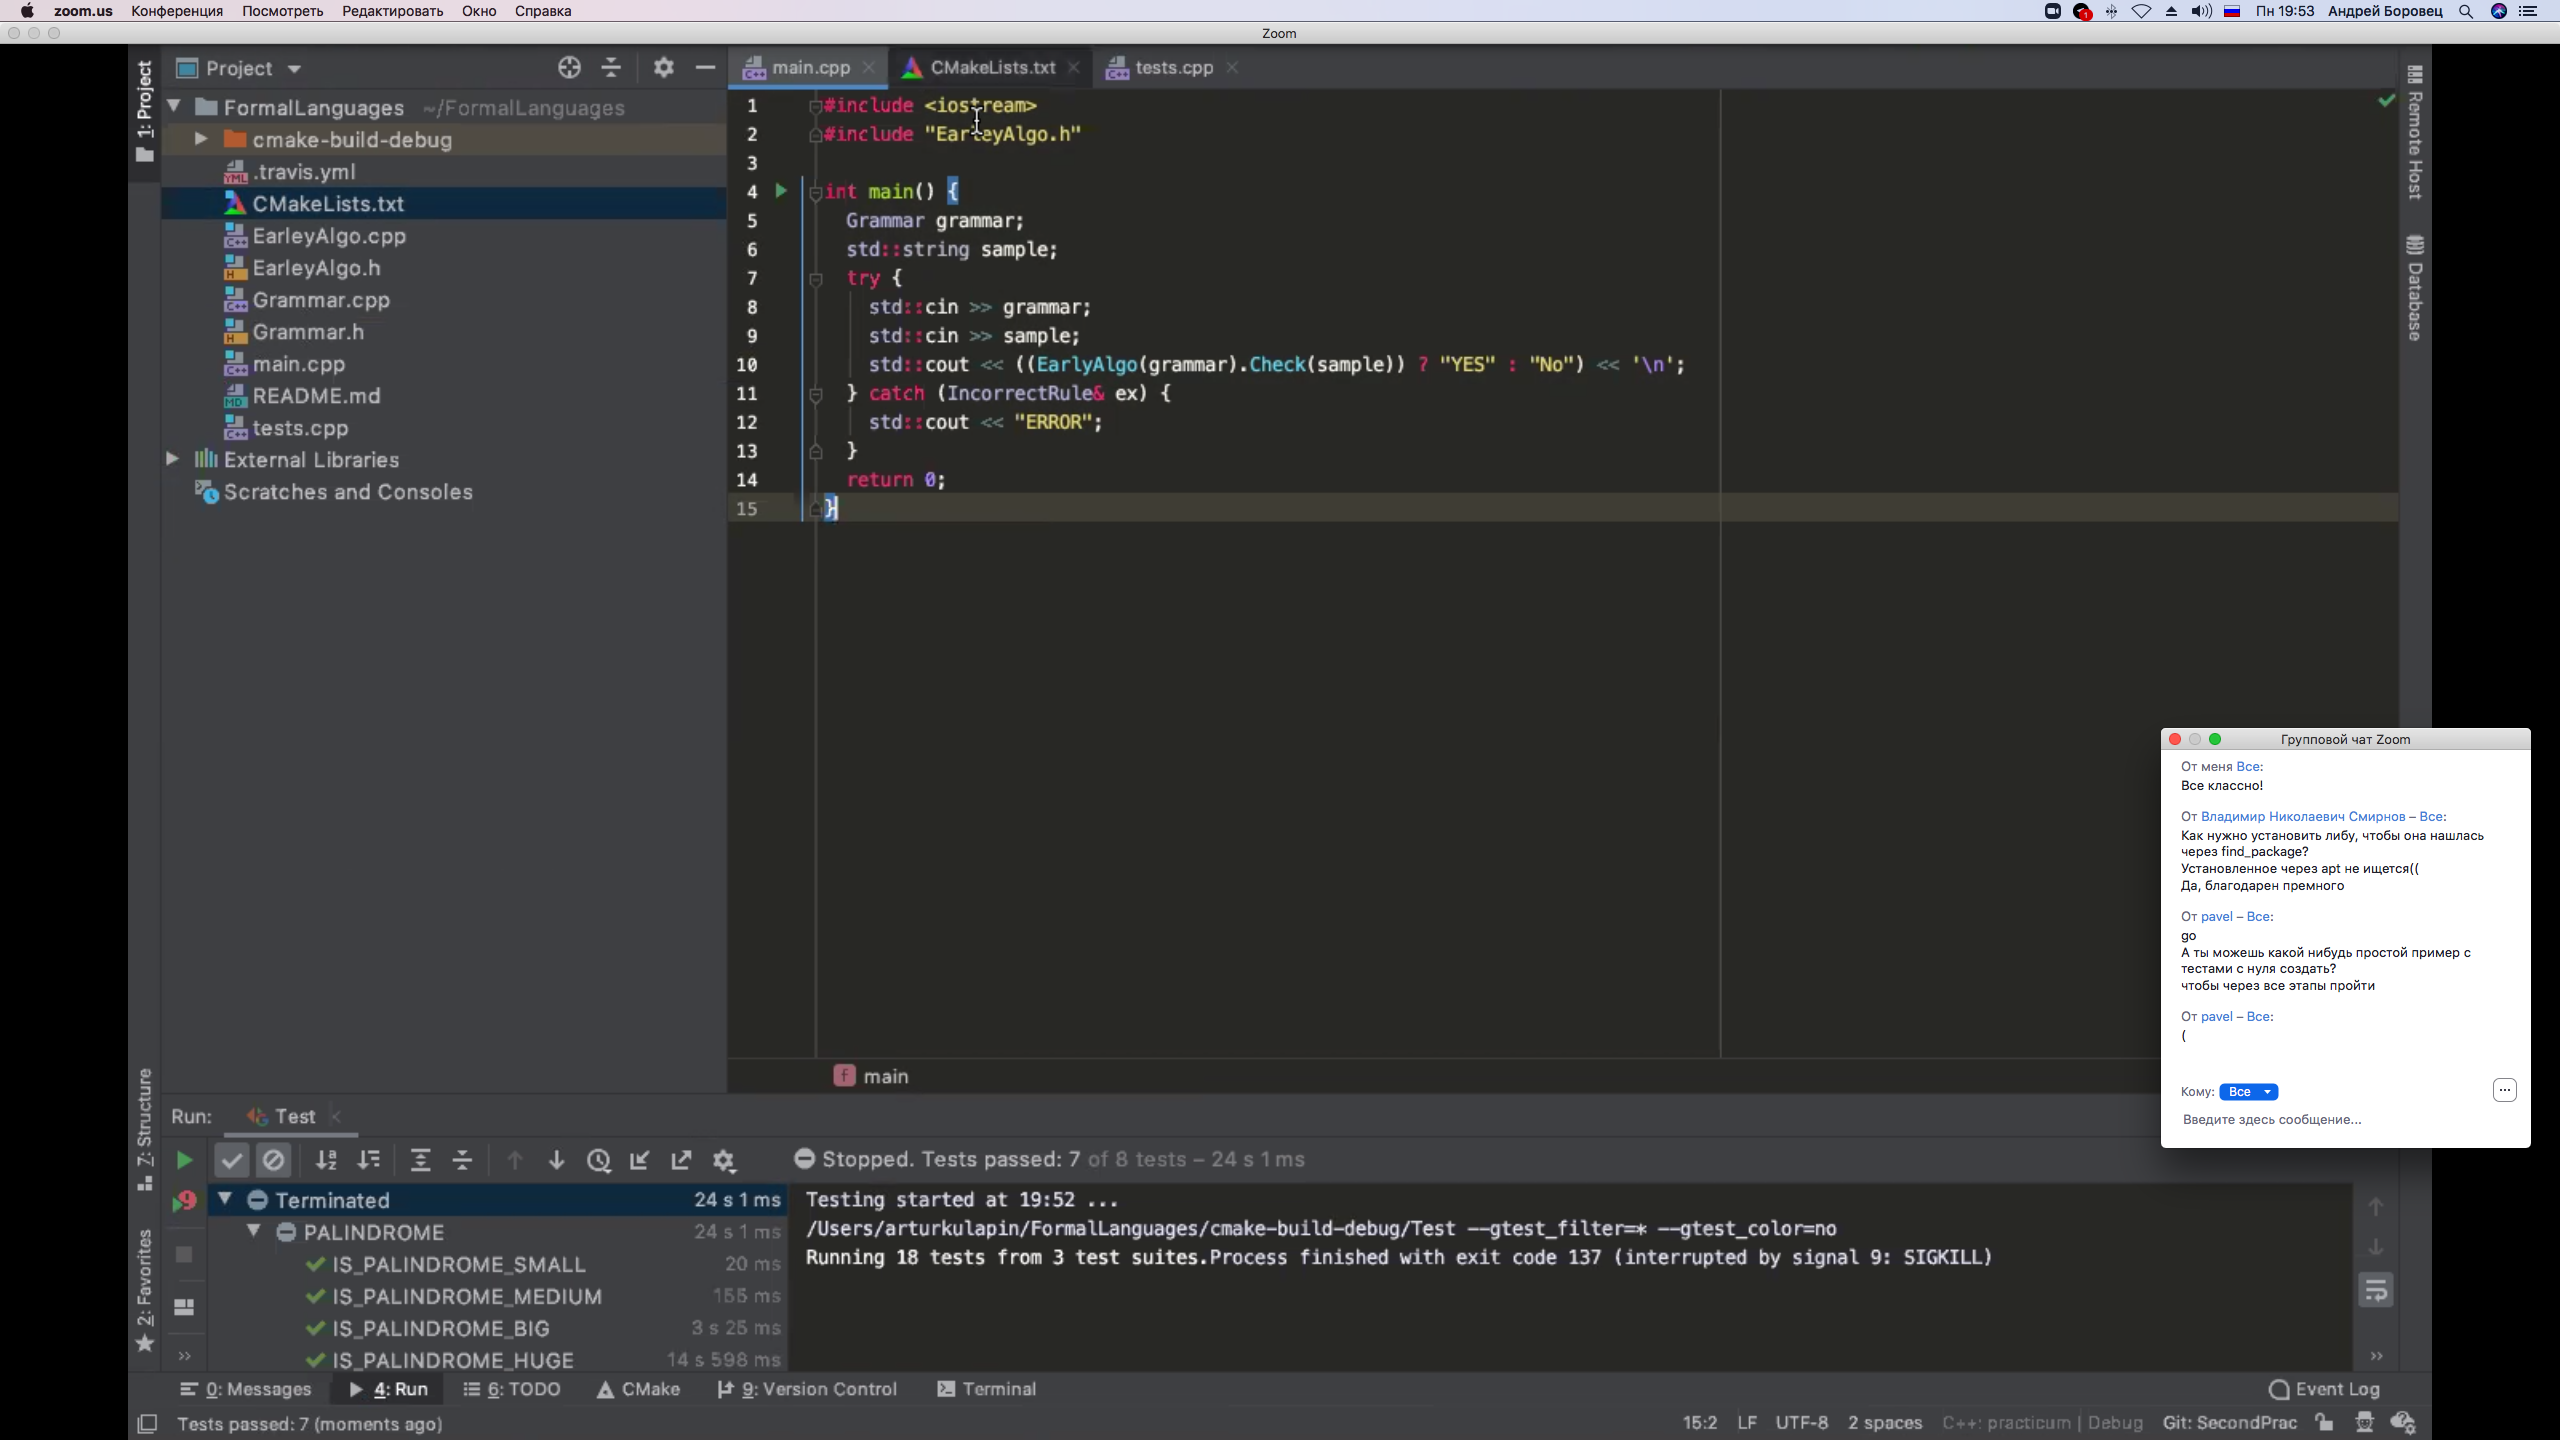 zoom.us Конференция Посмотреть Редактировать Окно Справка
1 Пн 19:53 Андрей Боровец
Zoom
1: Project
Project
main.cpp CMakeLists.txt tests.cpp
FormalLanguages ~/FormalLanguages
cmake-build-debug
.travis.yml
CMakeLists.txt
EarleyAlgo.cpp
EarleyAlgo.h
Grammar.cpp
Grammar.h
main.cpp
README.md
tests.cpp
External Libraries
Scratches and Consoles
1 #include <iostream>
2 #include "EarleyAlgo.h"
3
4 int main() {
5 Grammar grammar;
6 std::string sample;
7 try {
8 std::cin >> grammar;
9 std::cin >> sample;
10 std::cout << ((EarlyAlgo(grammar).Check(sample)) ? "YES" : "No") << '\n';
11 } catch (IncorrectRule& ex) {
12 std::cout << "ERROR";
13 }
14 return 0;
15 }
f main
Remote Host
Database
Групповой чат Zoom
От меня Все:
Все классно!
От Владимир Николаевич Смирнов – Все:
Как нужно установить либу, чтобы она нашлась
через find_package?
Установленное через apt не ищется((
Да, благодарен премного
От pavel – Все:
go
А ты можешь какой нибудь простой пример с
тестами с нуля создать?
чтобы через все этапы пройти
От pavel – Все:
(
Кому: Все
Введите здесь сообщение...
7: Structure
2: Favorites
Run: Test
Stopped. Tests passed: 7 of 8 tests – 24 s 1 ms
Terminated 24 s 1 ms
PALINDROME 24 s 1 ms
IS_PALINDROME_SMALL 20 ms
IS_PALINDROME_MEDIUM 155 ms
IS_PALINDROME_BIG 3 s 25 ms
IS_PALINDROME_HUGE 14 s 598 ms
Testing started at 19:52 ...
/Users/arturkulapin/FormalLanguages/cmake-build-debug/Test --gtest_filter=* --gtest_color=no
Running 18 tests from 3 test suites.Process finished with exit code 137 (interrupted by signal 9: SIGKILL)
0: Messages 4: Run 6: TODO CMake 9: Version Control Terminal Event Log
Tests passed: 7 (moments ago) 15:2 LF UTF-8 2 spaces C++: practicum | Debug Git: SecondPrac